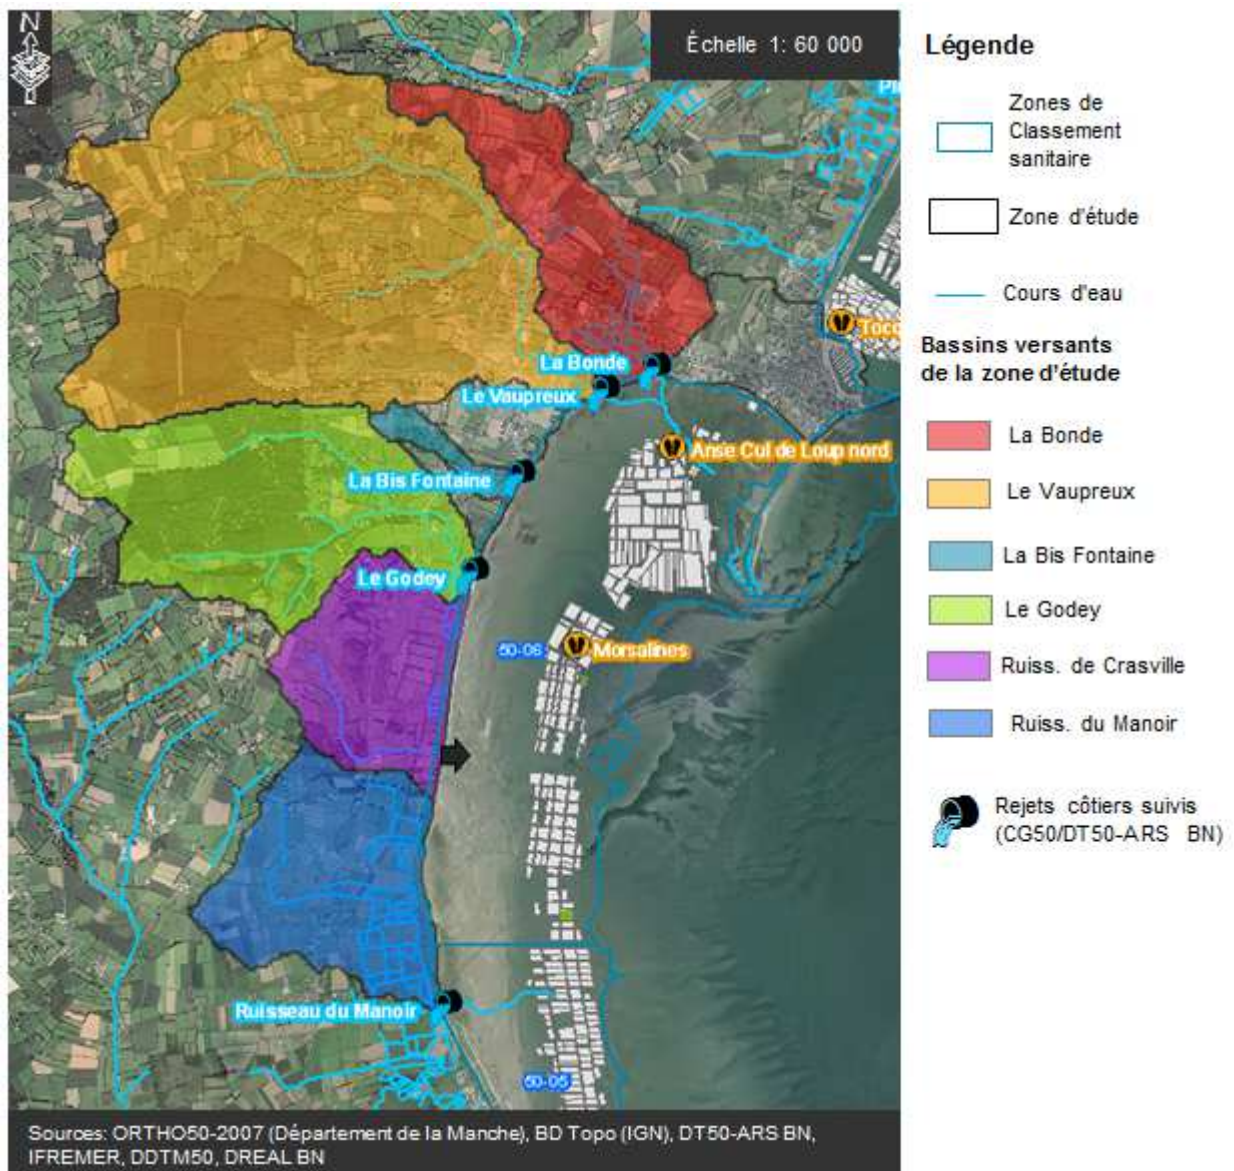 N
Échelle 1: 60 000
La Bonde
Le Vaupreux
Anse Cul de Loup nord
La Bis Fontaine
Le Godey
50-06
Morsalines
Ruisseau du Manoir
50-05
Sources: ORTHO50-2007 (Département de la Manche), BD Topo (IGN), DT50-ARS BN,
IFREMER, DDTM50, DREAL BN
Légende
Zones de
Classement
sanitaire
Zone d'étude
Cours d'eau
Bassins versants
de la zone d'étude
La Bonde
Le Vaupreux
La Bis Fontaine
Le Godey
Ruiss. de Crasville
Ruiss. du Manoir
Rejets côtiers suivis
(CG50/DT50-ARS BN)